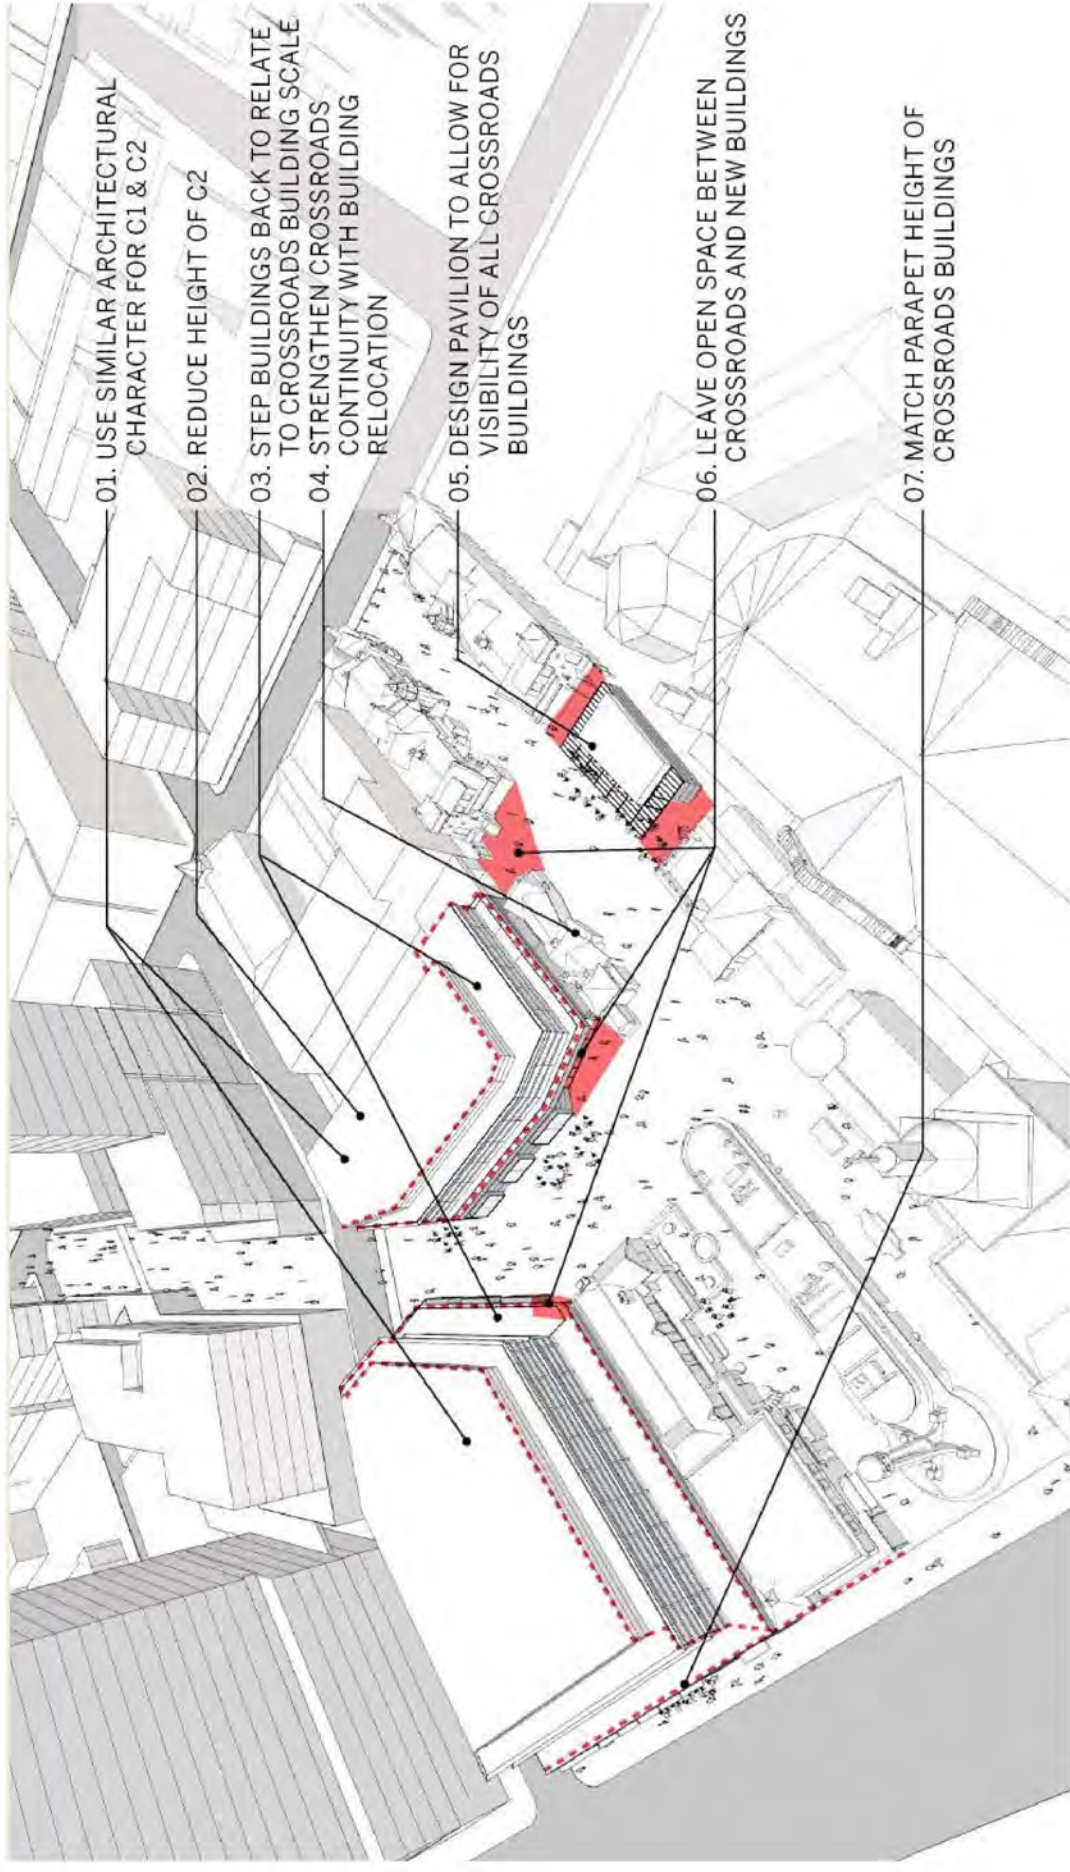 01. USE SIMILAR ARCHITECTURAL
CHARACTER FOR C1 & C2
02. REDUCE HEIGHT OF C2
03. STEP BUILDINGS BACK TO RELATE
TO CROSSROADS BUILDING SCALE
04. STRENGTHEN CROSSROADS
CONTINUITY WITH BUILDING
RELOCATION
05. DESIGN PAVILION TO ALLOW FOR
VISIBILITY OF ALL CROSSROADS
BUILDINGS
06. LEAVE OPEN SPACE BETWEEN
CROSSROADS AND NEW BUILDINGS
07. MATCH PARAPET HEIGHT OF
CROSSROADS BUILDINGS